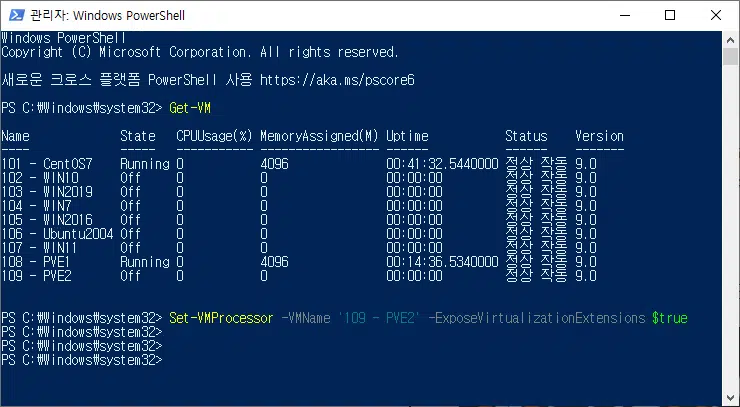 관리자: Windows PowerShell
Windows PowerShell
Copyright (C) Microsoft Corporation. All rights reserved.
새로운 크로스 플랫폼 PowerShell 사용 https://aka.ms/pscore6
PS C:₩Windows₩system32> Get-VM
Name State CPUUsage(%) MemoryAssigned(M) Uptime Status Version
---- ----- ----------- ----------------- ------ ------ -------
101 - CentOS7 Running 0 4096 00:41:32.5440000 정상 작동 9.0
102 - WIN10 Off 0 0 00:00:00 정상 작동 9.0
103 - WIN2019 Off 0 0 00:00:00 정상 작동 9.0
104 - WIN7 Off 0 0 00:00:00 정상 작동 9.0
105 - WIN2016 Off 0 0 00:00:00 정상 작동 9.0
106 - Ubuntu2004 Off 0 0 00:00:00 정상 작동 9.0
107 - WIN11 Off 0 0 00:00:00 정상 작동 9.0
108 - PVE1 Running 0 4096 00:14:36.5340000 정상 작동 9.0
109 - PVE2 Off 0 0 00:00:00 정상 작동 9.0
PS C:₩Windows₩system32> Set-VMProcessor -VMName '109 - PVE2' -ExposeVirtualizationExtensions $true
PS C:₩Windows₩system32>
PS C:₩Windows₩system32>
PS C:₩Windows₩system32>